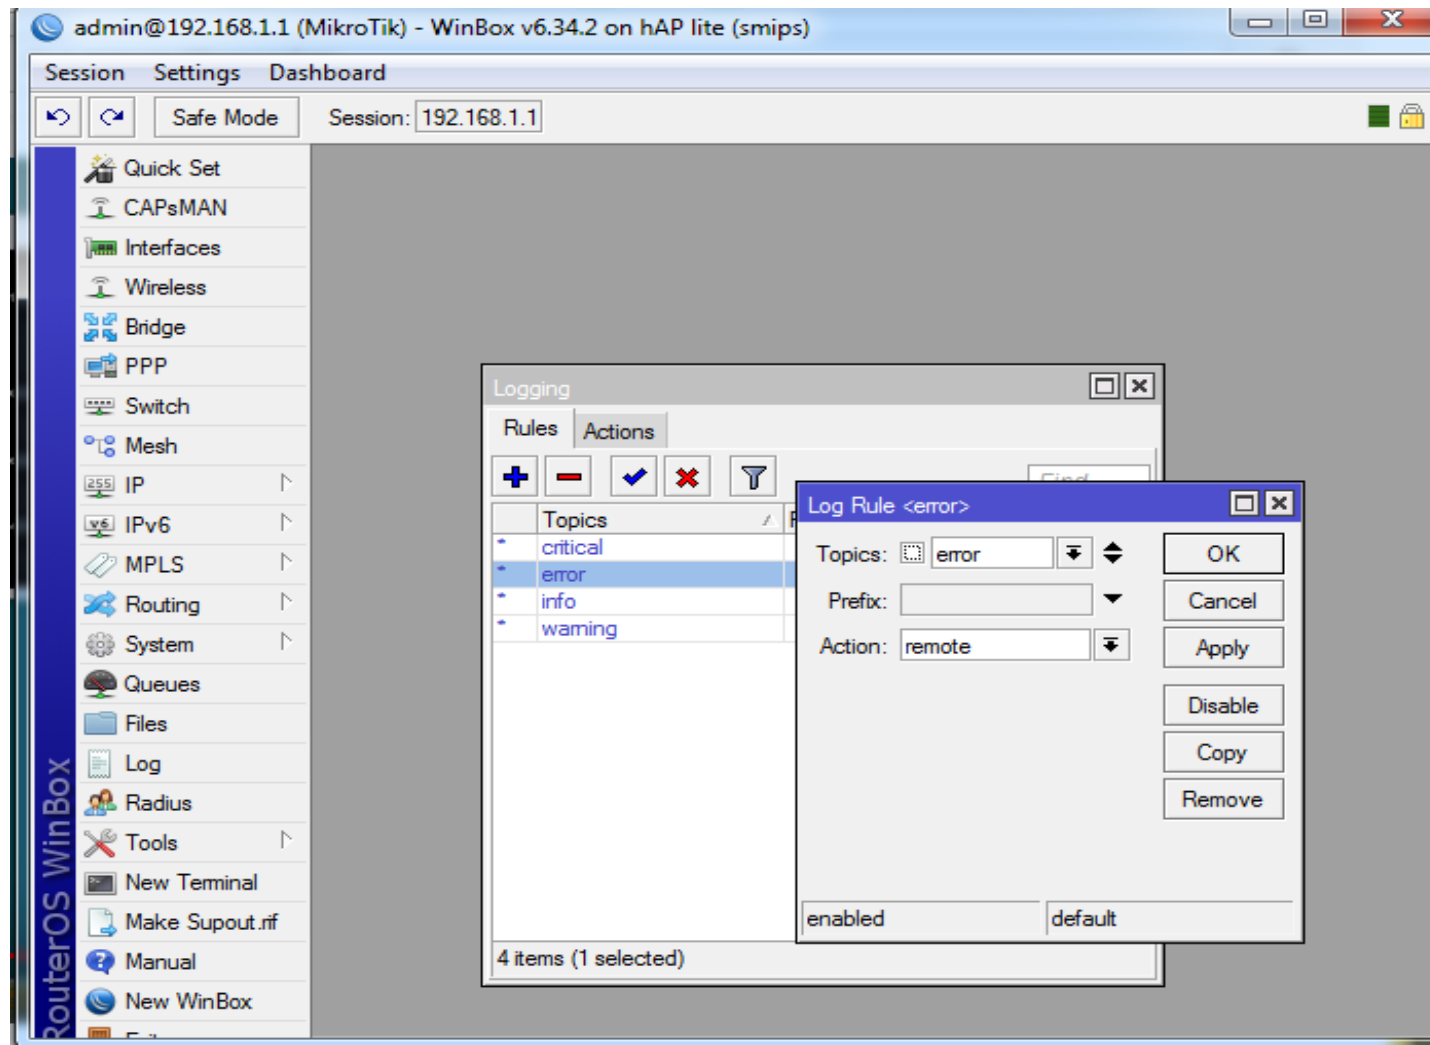 admin@192.168.1.1 (MikroTik) - WinBox v6.34.2 on hAP lite (smips)
Session Settings Dashboard
Safe Mode Session: 192.168.1.1
Quick Set
CAPsMAN
Interfaces
Wireless
Bridge
PPP
Switch
Mesh
IP
IPv6
MPLS
Routing
System
Queues
Files
Log
Radius
Tools
New Terminal
Make Supout.rif
Manual
New WinBox
RouterOS WinBox
Logging
Rules Actions
Find
Topics
critical
error
info
warning
4 items (1 selected)
Log Rule <error>
Topics: error
Prefix:
Action: remote
OK
Cancel
Apply
Disable
Copy
Remove
enabled default